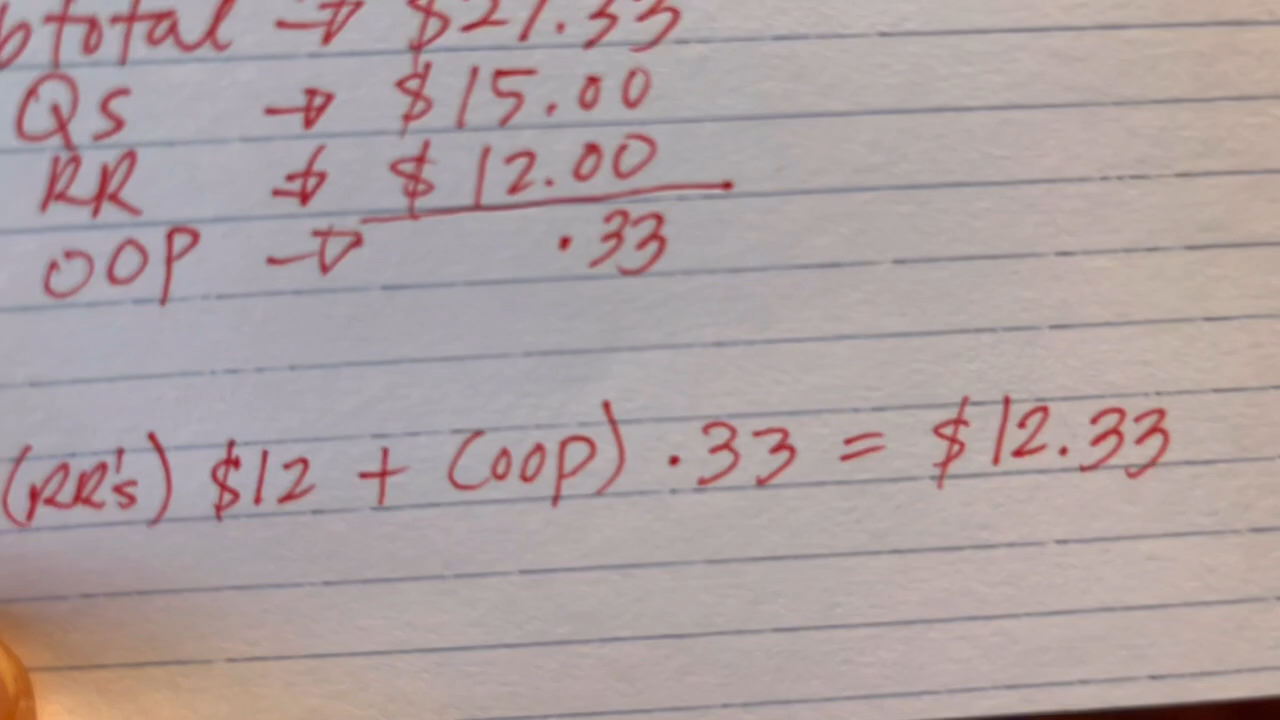 btotal → $27.33
QS → $15.00
RR → $12.00
OOP → .33
(RR's) $12 + (OOP) .33 = $12.33